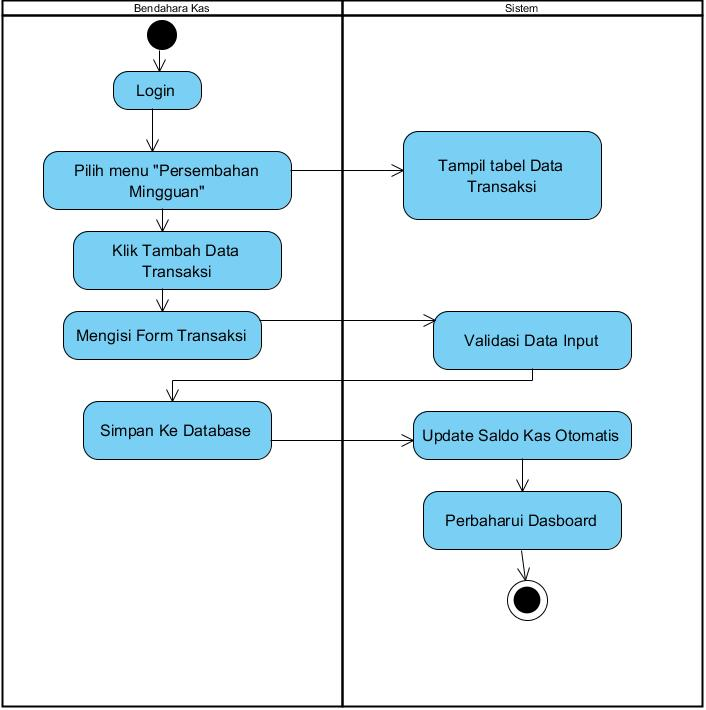 Bendahara Kas
Sistem
Login
Pilih menu "Persembahan
Mingguan"
Tampil tabel Data
Transaksi
Klik Tambah Data
Transaksi
Mengisi Form Transaksi
Validasi Data Input
Simpan Ke Database
Update Saldo Kas Otomatis
Perbaharui Dasboard